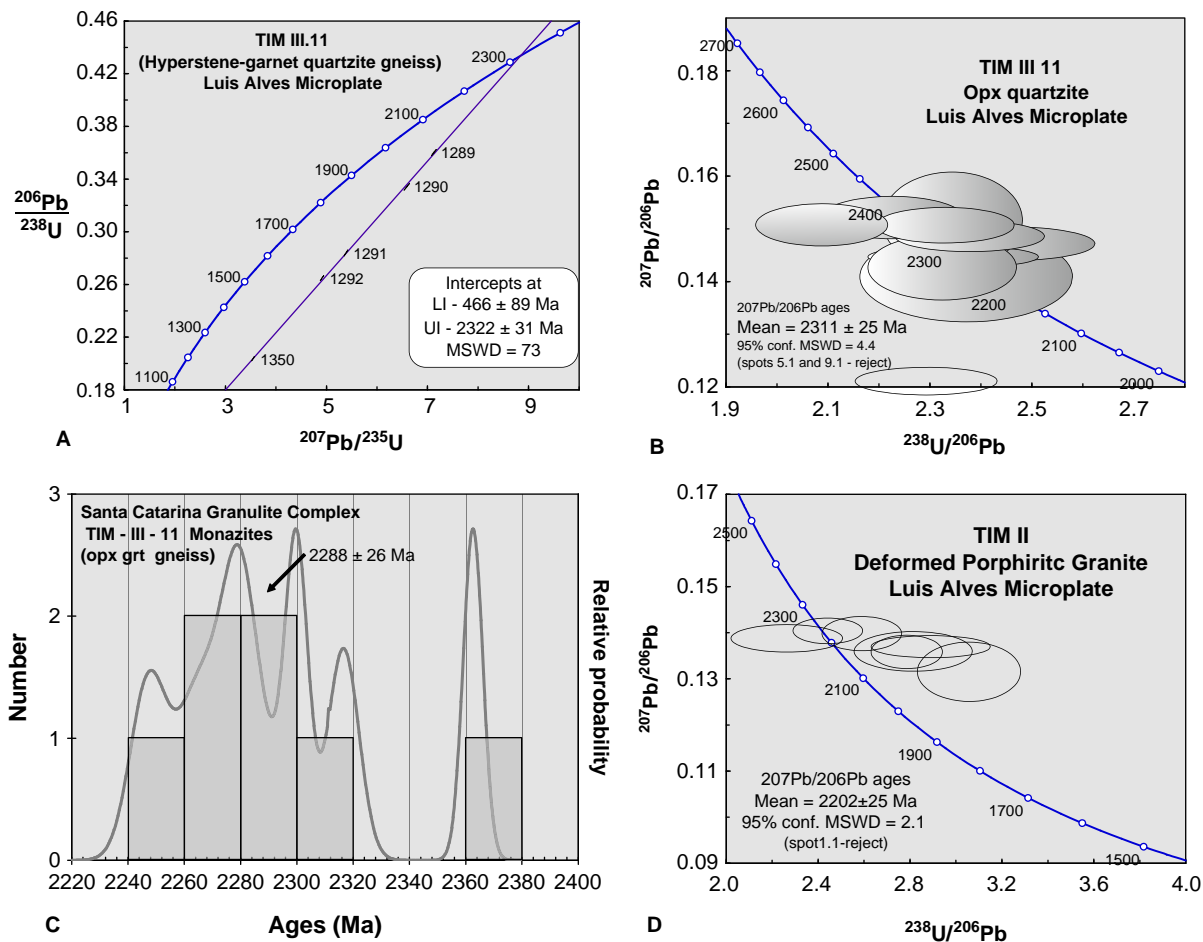 0.46
0.42
0.38
0.34
0.30
0.26
0.22
0.18
206Pb
238U
TIM III.11
(Hyperstene-garnet quartzite gneiss)
Luis Alves Microplate
2300
2100
1900
1700
1500
1300
1100
1289
1290
1291
1292
1350
Intercepts at
LI - 466 ± 89 Ma
UI - 2322 ± 31 Ma
MSWD = 73
1 3 5 7 9
A
207Pb/235U
0.18
0.16
0.14
0.12
207Pb/206Pb
TIM III 11
Opx quartzite
Luis Alves Microplate
2700
2600
2500
2400
2300
2200
2100
2000
207Pb/206Pb ages
Mean = 2311 ± 25 Ma
95% conf. MSWD = 4.4
(spots 5.1 and 9.1 - reject)
1.9 2.1 2.3 2.5 2.7
238U/206Pb
B
3
2
1
0
Number
Santa Catarina Granulite Complex
TIM - III - 11 Monazites
(opx grt gneiss)
2288 ± 26 Ma
Relative probability
2220 2240 2260 2280 2300 2320 2340 2360 2380 2400
C
Ages (Ma)
0.17
0.15
0.13
0.11
0.09
207Pb/206Pb
TIM II
Deformed Porphiritc Granite
Luis Alves Microplate
2500
2300
2100
1900
1700
1500
207Pb/206Pb ages
Mean = 2202±25 Ma
95% conf. MSWD = 2.1
(spot1.1-reject)
2.0 2.4 2.8 3.2 3.6 4.0
D
238U/206Pb